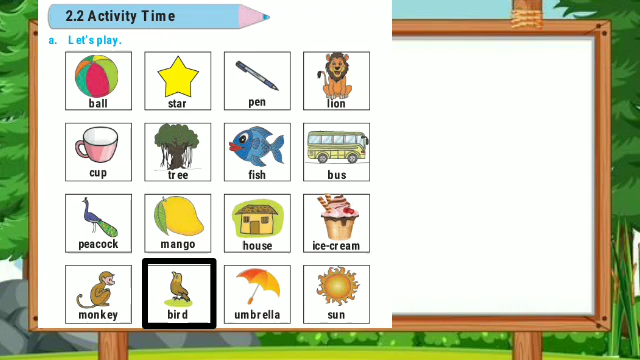 2.2 Activity Time
a. Let's play.
ball star pen lion
cup tree fish bus
peacock mango house ice-cream
monkey bird umbrella sun